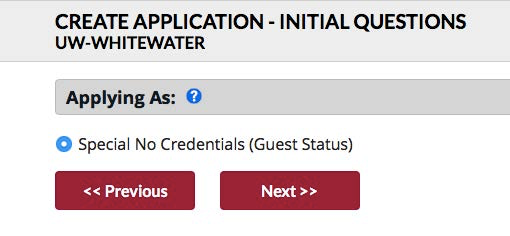 CREATE APPLICATION - INITIAL QUESTIONS
UW-WHITEWATER
Applying As: ?
Special No Credentials (Guest Status)
<< Previous Next >>